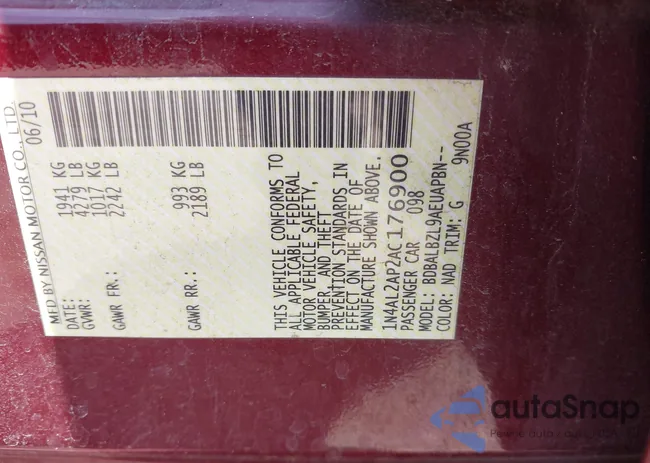 MFD BY NISSAN MOTOR CO., LTD.
DATE: 06/10
GVWR: 1941 KG
4279 LB
GAWR FR.: 1017 KG
2242 LB
GAWR RR.: 993 KG
2189 LB
THIS VEHICLE CONFORMS TO
ALL APPLICABLE FEDERAL
MOTOR VEHICLE SAFETY,
BUMPER, AND THEFT
PREVENTION STANDARDS IN
EFFECT ON THE DATE OF
MANUFACTURE SHOWN ABOVE.
1N4AL2AP2AC176900
PASSENGER CAR 098
MODEL: BDBALBZL9AEUAPBN--
COLOR: NAD TRIM: G 9N00A
autaSnap